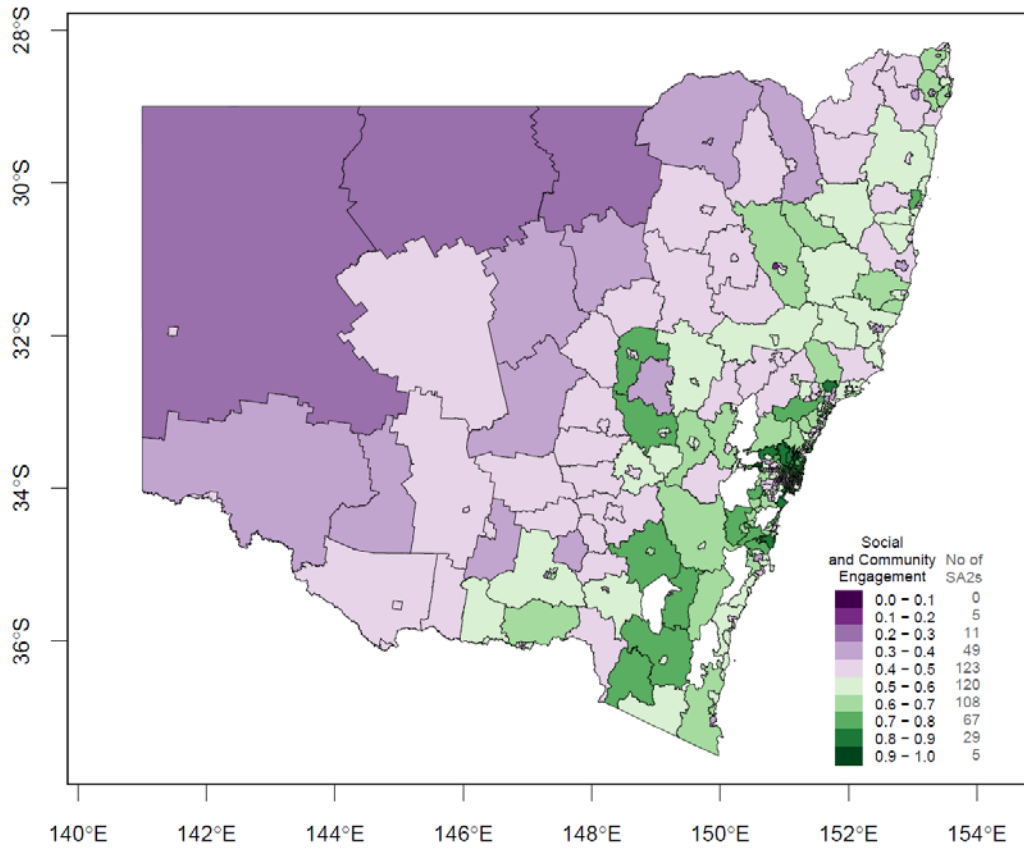 28°S
30°S
32°S
34°S
36°S
Social
and Community No of
Engagement SA2s
0.0 − 0.1 0
0.1 − 0.2 5
0.2 − 0.3 11
0.3 − 0.4 49
0.4 − 0.5 123
0.5 − 0.6 120
0.6 − 0.7 108
0.7 − 0.8 67
0.8 − 0.9 29
0.9 − 1.0 5
140°E 142°E 144°E 146°E 148°E 150°E 152°E 154°E